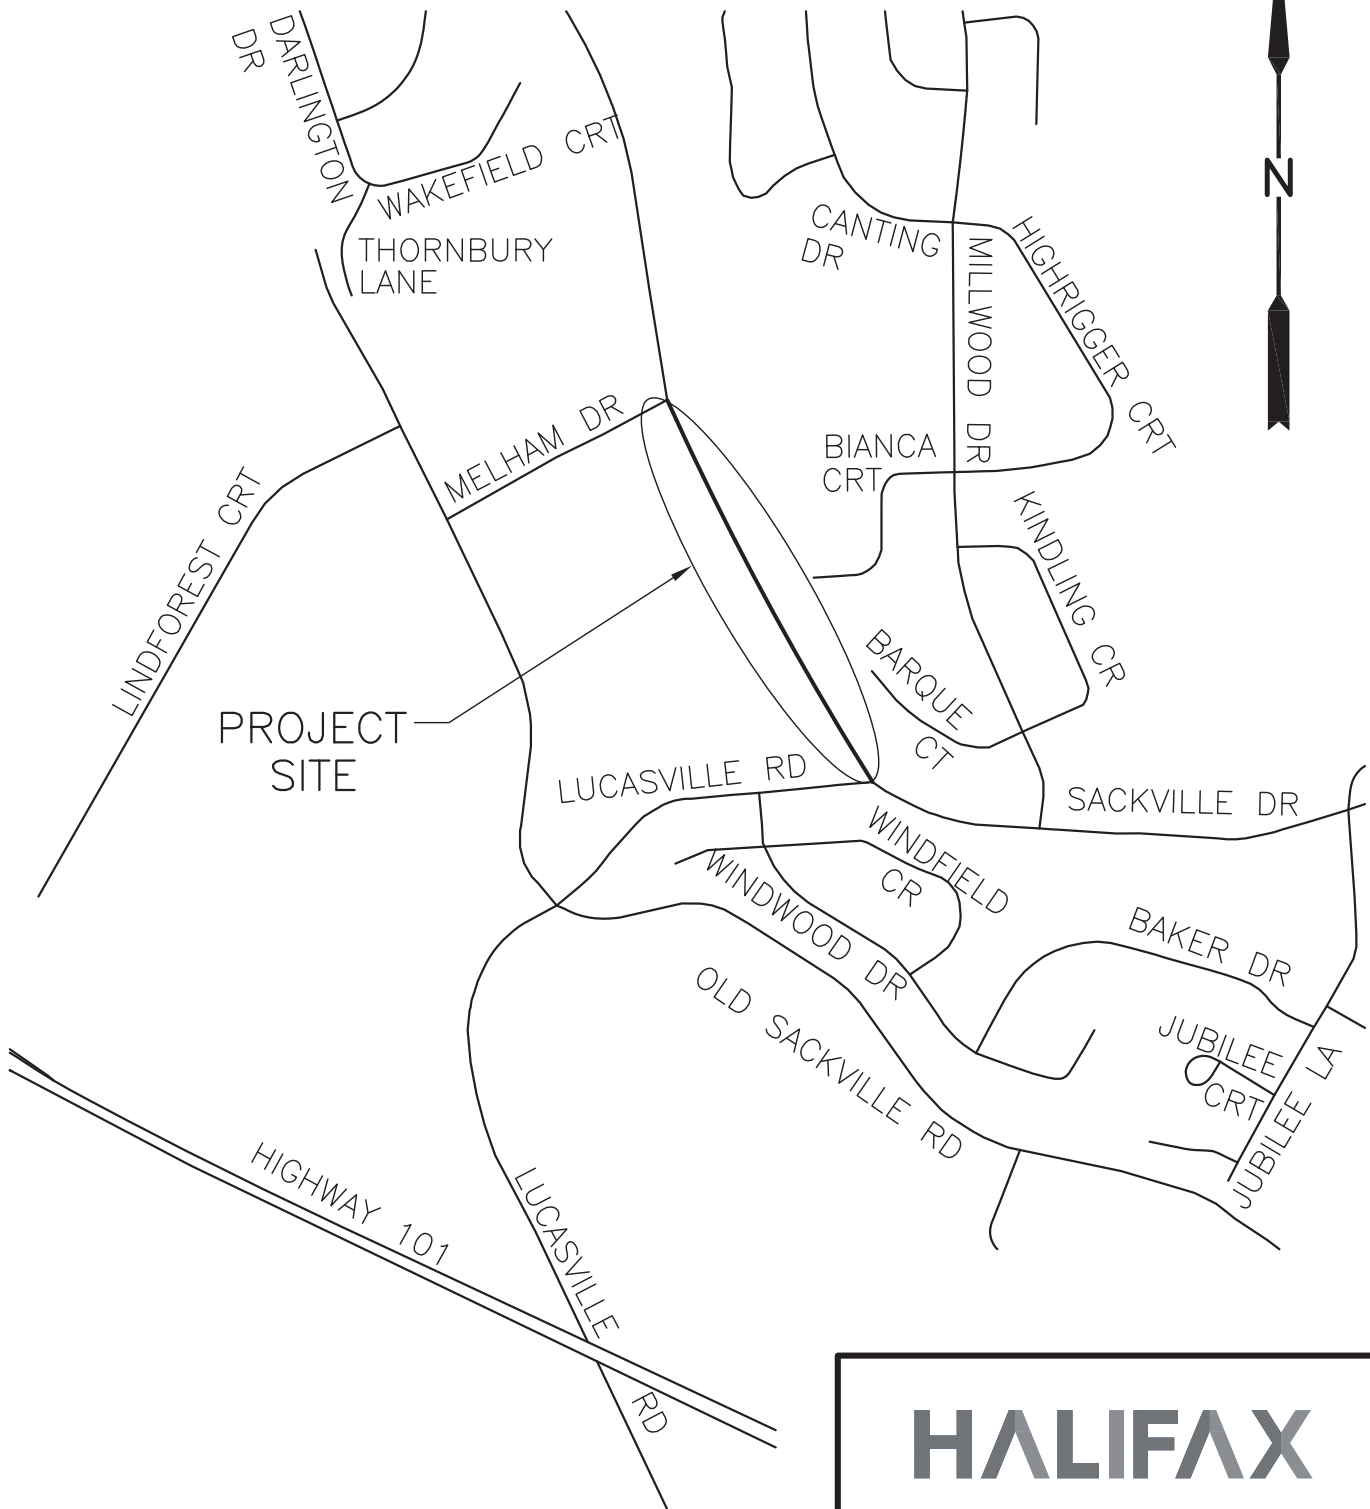 DARLINGTON
DR
WAKEFIELD CRT
THORNBURY
LANE
N
CANTING
DR
MILLWOOD DR
HIGHRIGGER CRT
MELHAM DR
BIANCA
CRT
LINDFOREST CRT
KINDLING CR
BARQUE
CT
PROJECT
SITE
LUCASVILLE RD
SACKVILLE DR
WINDFIELD
CR
WINDWOOD DR
BAKER DR
OLD SACKVILLE RD
JUBILEE
CRT
JUBILEE LA
HIGHWAY 101
LUCASVILLE RD
HALIFAX